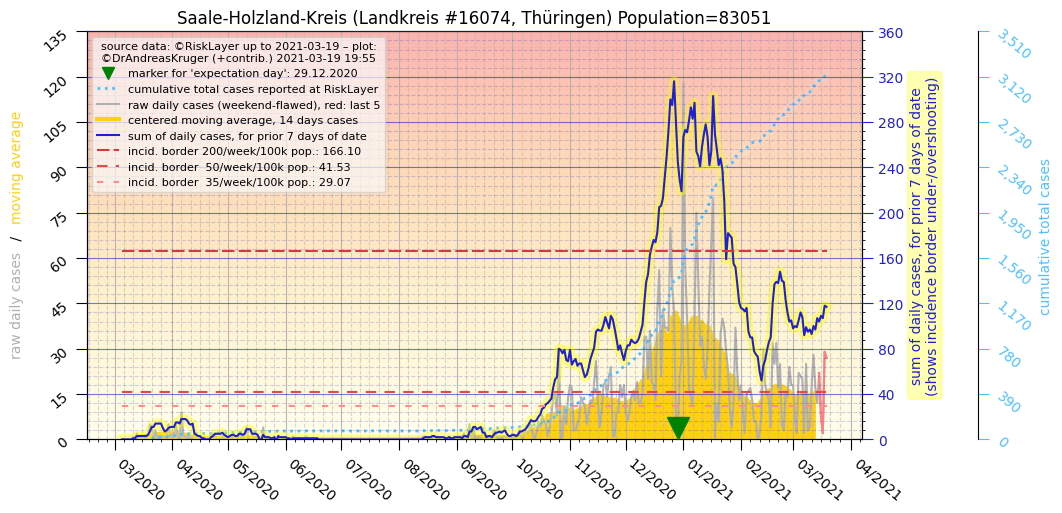 Saale-Holzland-Kreis (Landkreis #16074, Thüringen) Population=83051
source data: ©RiskLayer up to 2021-03-19 – plot:
©DrAndreasKruger (+contrib.) 2021-03-19 19:55
marker for 'expectation day': 29.12.2020
cumulative total cases reported at RiskLayer
raw daily cases (weekend-flawed), red: last 5
centered moving average, 14 days cases
sum of daily cases, for prior 7 days of date
incid. border 200/week/100k pop.: 166.10
incid. border  50/week/100k pop.: 41.53
incid. border  35/week/100k pop.: 29.07
raw daily cases / moving average
135
120
105
90
75
60
45
30
15
0
03/2020
04/2020
05/2020
06/2020
07/2020
08/2020
09/2020
10/2020
11/2020
12/2020
01/2021
02/2021
03/2021
04/2021
360
320
280
240
200
160
120
80
40
0
sum of daily cases, for prior 7 days of date
(shows incidence border under-/overshooting)
3,510
3,120
2,730
2,340
1,950
1,560
1,170
780
390
0
cumulative total cases